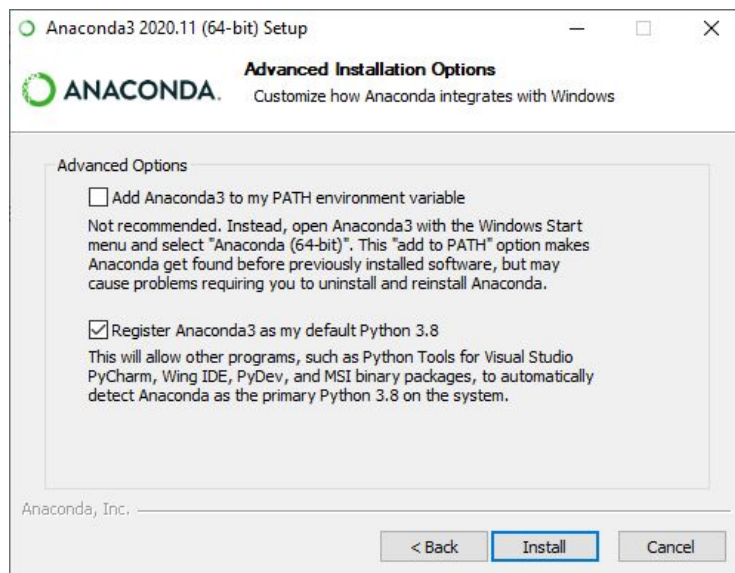 Anaconda3 2020.11 (64-bit) Setup
ANACONDA.
Advanced Installation Options
Customize how Anaconda integrates with Windows
Advanced Options
Add Anaconda3 to my PATH environment variable
Not recommended. Instead, open Anaconda3 with the Windows Start
menu and select "Anaconda (64-bit)". This "add to PATH" option makes
Anaconda get found before previously installed software, but may
cause problems requiring you to uninstall and reinstall Anaconda.
Register Anaconda3 as my default Python 3.8
This will allow other programs, such as Python Tools for Visual Studio
PyCharm, Wing IDE, PyDev, and MSI binary packages, to automatically
detect Anaconda as the primary Python 3.8 on the system.
Anaconda, Inc.
< Back
Install
Cancel